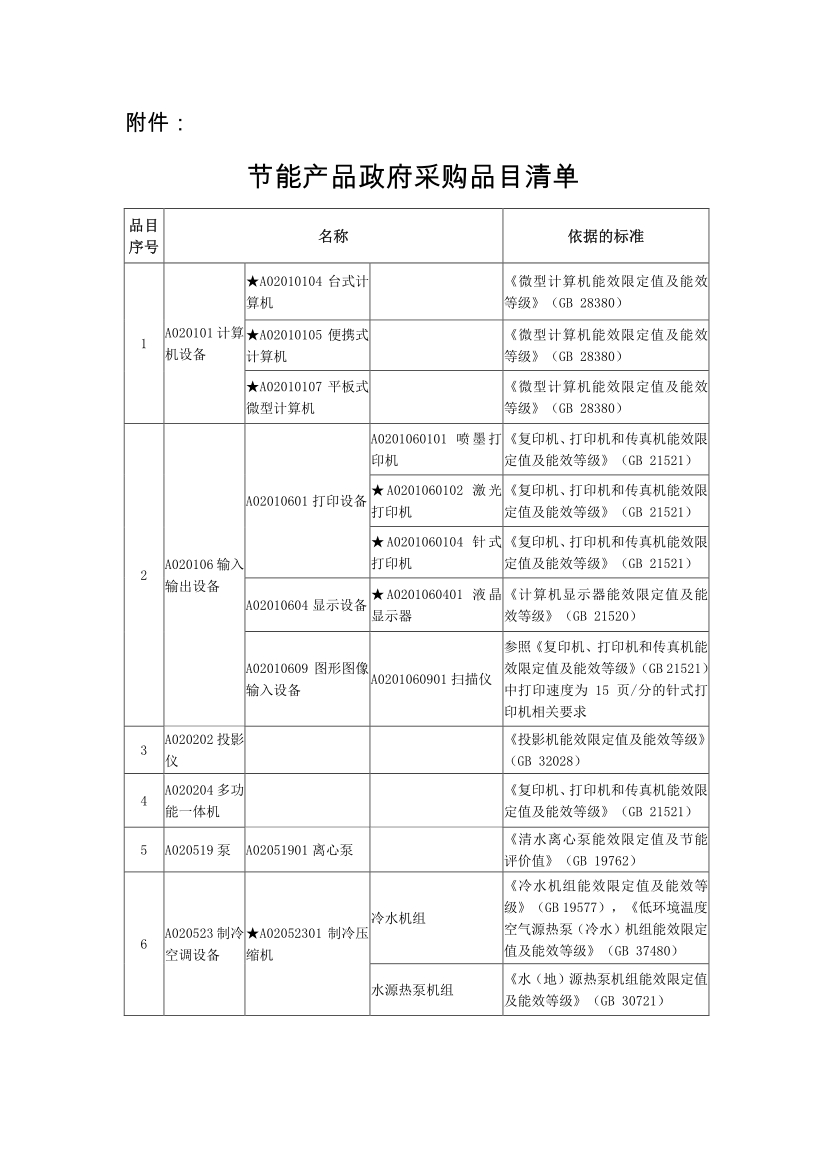 附件：
节能产品政府采购品目清单
品目
序号
名称
依据的标准
1
A020101 计算
机设备
★A02010104 台式计
算机
《微型计算机能效限定值及能效
等级》（GB 28380）
★A02010105 便携式
计算机
《微型计算机能效限定值及能效
等级》（GB 28380）
★A02010107 平板式
微型计算机
《微型计算机能效限定值及能效
等级》（GB 28380）
2
A020106 输入
输出设备
A02010601 打印设备
A0201060101 喷墨打
印机
《复印机、打印机和传真机能效限
定值及能效等级》（GB 21521）
★A0201060102 激光
打印机
《复印机、打印机和传真机能效限
定值及能效等级》（GB 21521）
★A0201060104 针式
打印机
《复印机、打印机和传真机能效限
定值及能效等级》（GB 21521）
A02010604 显示设备
★A0201060401 液晶
显示器
《计算机显示器能效限定值及能
效等级》（GB 21520）
A02010609 图形图像
输入设备
A0201060901 扫描仪
参照《复印机、打印机和传真机能
效限定值及能效等级》（GB 21521）
中打印速度为 15 页/分的针式打
印机相关要求
3
A020202 投影
仪
《投影机能效限定值及能效等级》
（GB 32028）
4
A020204 多功
能一体机
《复印机、打印机和传真机能效限
定值及能效等级》（GB 21521）
5
A020519 泵
A02051901 离心泵
《清水离心泵能效限定值及节能
评价值》（GB 19762）
6
A020523 制冷
空调设备
★A02052301 制冷压
缩机
冷水机组
《冷水机组能效限定值及能效等
级》（GB 19577），《低环境温度
空气源热泵（冷水）机组能效限定
值及能效等级》（GB 37480）
水源热泵机组
《水（地）源热泵机组能效限定值
及能效等级》（GB 30721）